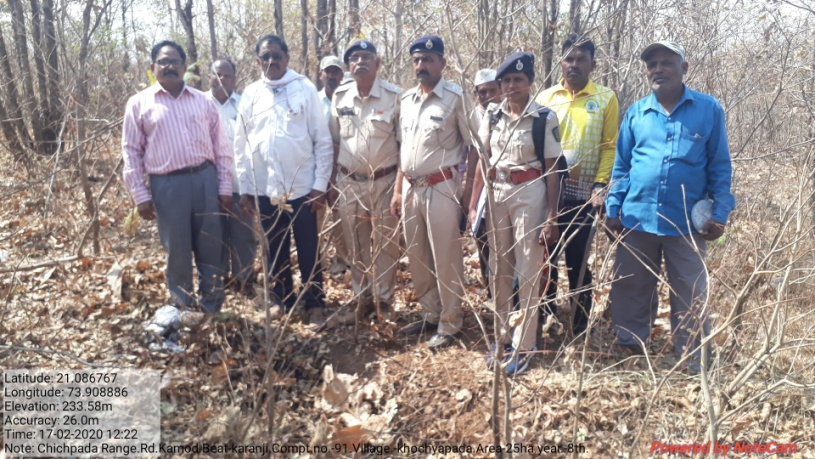 Latitude: 21.086767
Longitude: 73.908886
Elevation: 233.58m
Accuracy: 26.0m
Time: 17-02-2020 12:22
Note: Chichpada Range.Rd.Kamod Beat-karanji.Compt.no.-91.Village.-khochyapada.Area-25ha.year.-8th.
Powered by NoteCam